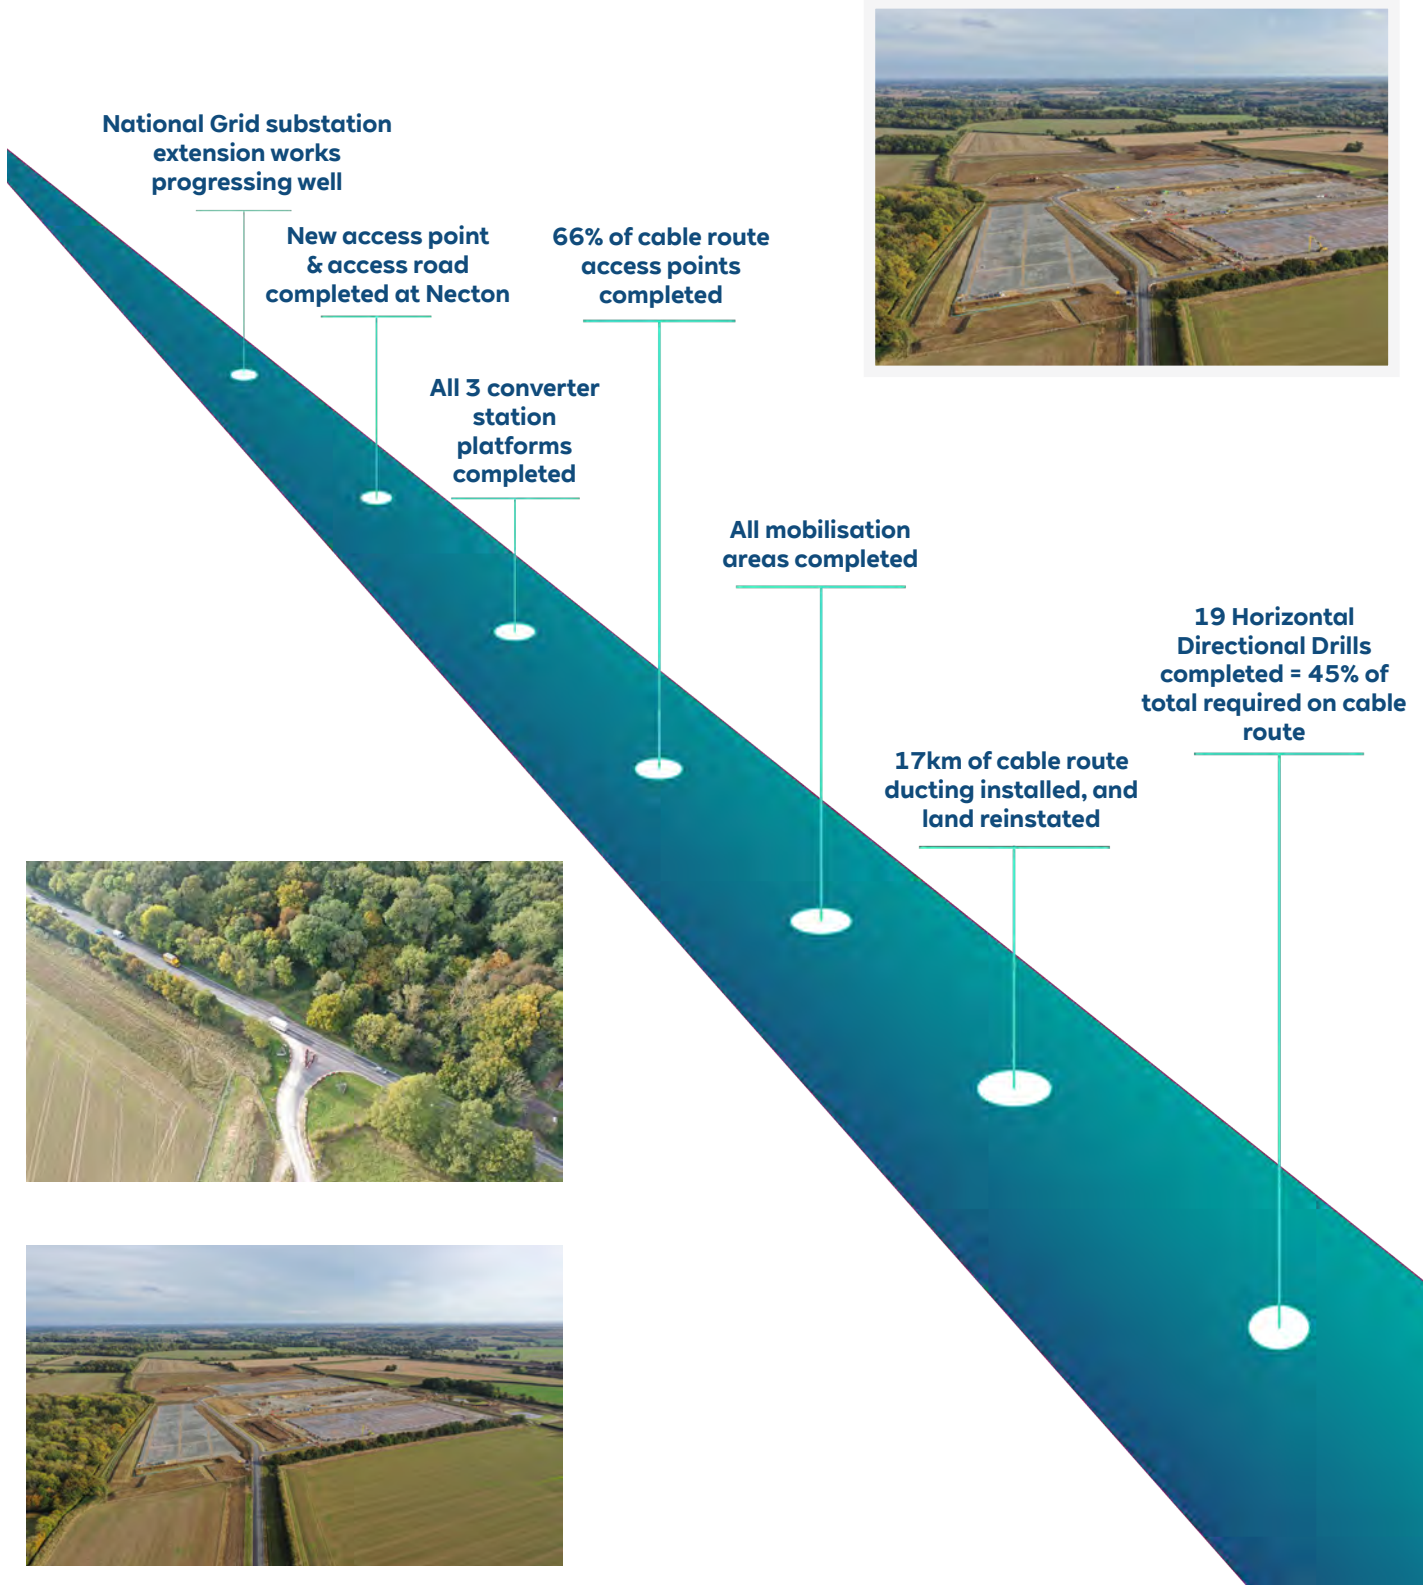 National Grid substation
extension works
progressing well
New access point
& access road
completed at Necton
66% of cable route
access points
completed
All 3 converter
station
platforms
completed
All mobilisation
areas completed
17km of cable route
ducting installed, and
land reinstated
19 Horizontal
Directional Drills
completed = 45% of
total required on cable
route